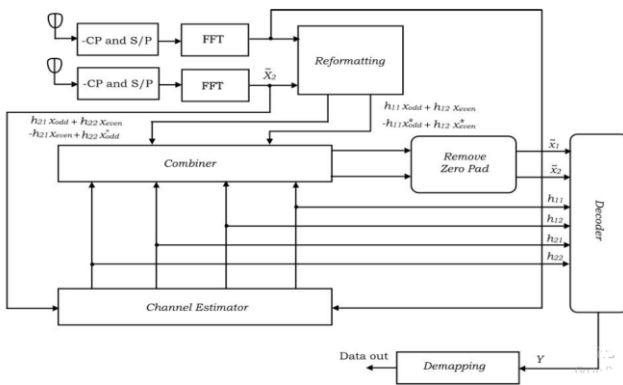 -CP and S/P
FFT
-CP and S/P
FFT
X̃₂
Reformatting
h₂₁ xodd + h₂₂ xeven
-h₂₁xeven + h₂₂ x*odd
h₁₁ xodd + h₁₂ xeven
-h₁₁x*odd + h₁₂ x*even
Combiner
Remove
Zero Pad
x̃₁
x̃₂
h₁₁
h₁₂
h₂₁
h₂₂
Decoder
Channel Estimator
Data out
Demapping
Y